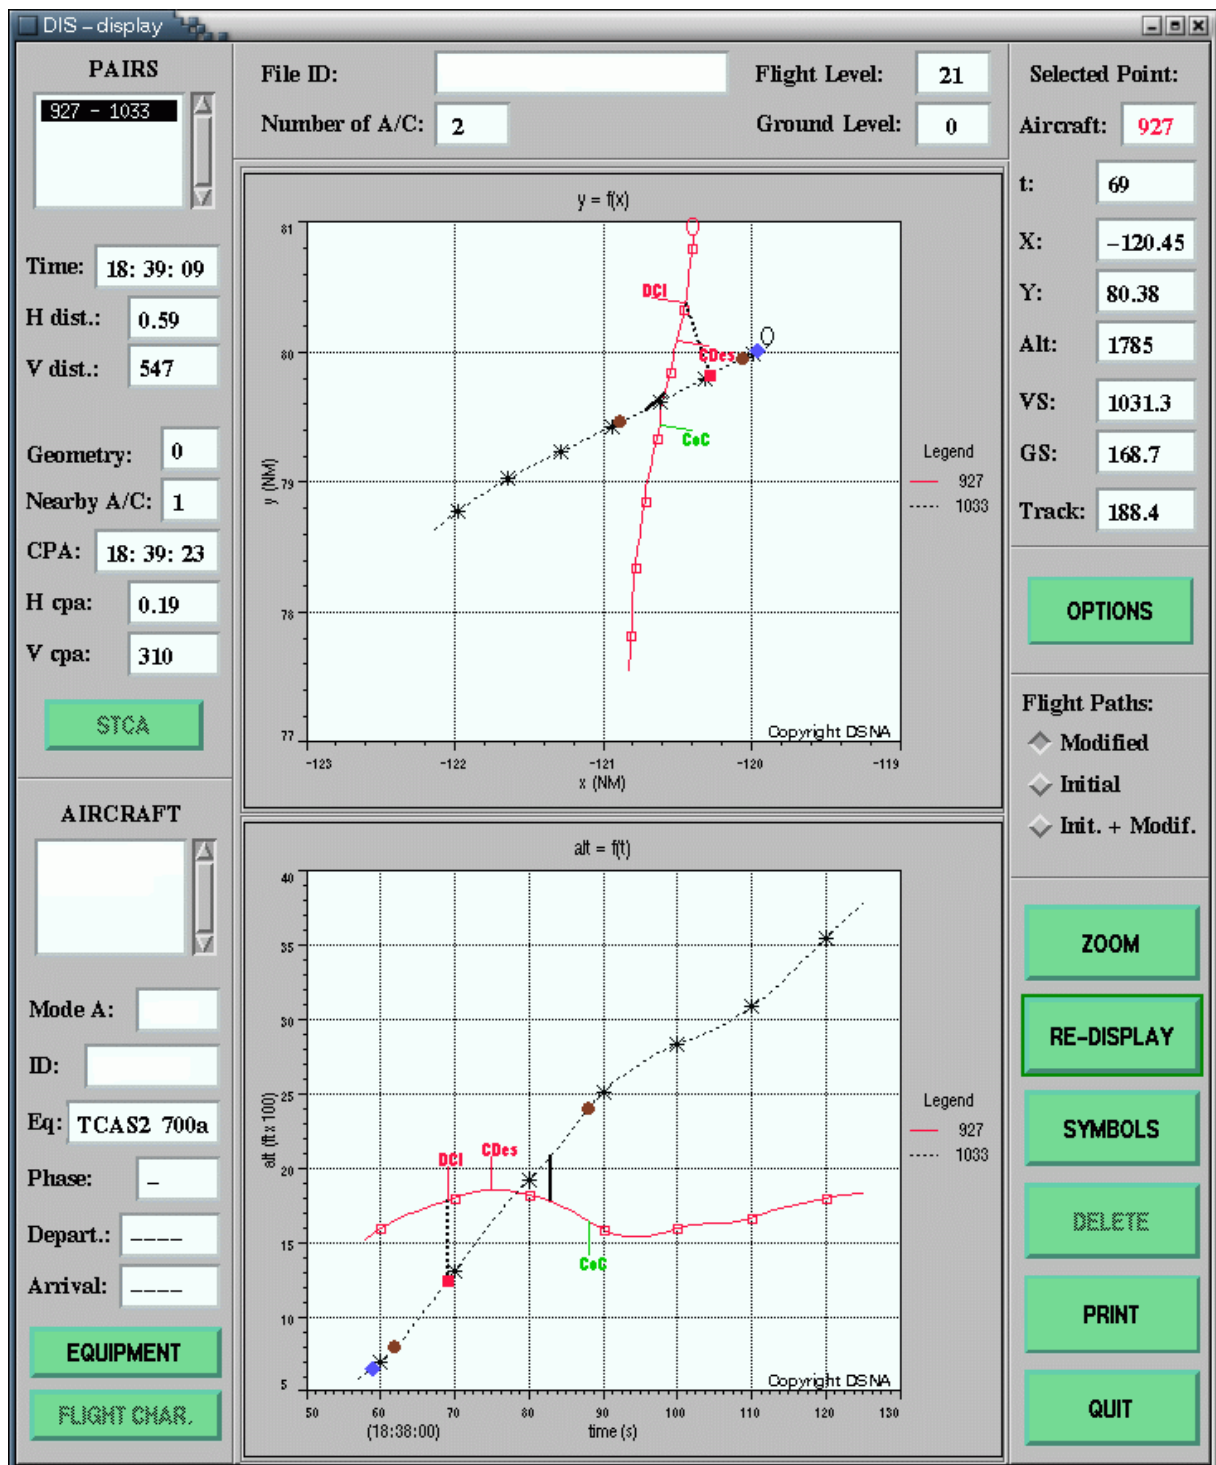 DIS – display
PAIRS
927 – 1033
Time: 18: 39: 09
H dist.: 0.59
V dist.: 547
Geometry: 0
Nearby A/C: 1
CPA: 18: 39: 23
H cpa: 0.19
V cpa: 310
STCA
AIRCRAFT
Mode A:
ID:
Eq: TCAS2 700a
Phase: –
Depart.: ----
Arrival: ----
EQUIPMENT
FLIGHT CHAR.
File ID:
Flight Level: 21
Number of A/C: 2
Ground Level: 0
y = f(x)
81
80
79
78
77
y (NM)
DCl
CDes
CoC
Copyright DSNA
-123 -122 -121 -120 -119
x (NM)
Legend
927
1033
alt = f(t)
40
35
30
25
20
15
10
5
alt (ft x 100)
DCl
CDes
CoC
Copyright DSNA
50 60 70 80 90 100 110 120 130
(18:38:00) time (s)
Legend
927
1033
Selected Point:
Aircraft: 927
t: 69
X: –120.45
Y: 80.38
Alt: 1785
VS: 1031.3
GS: 168.7
Track: 188.4
OPTIONS
Flight Paths:
Modified
Initial
Init. + Modif.
ZOOM
RE–DISPLAY
SYMBOLS
DELETE
PRINT
QUIT